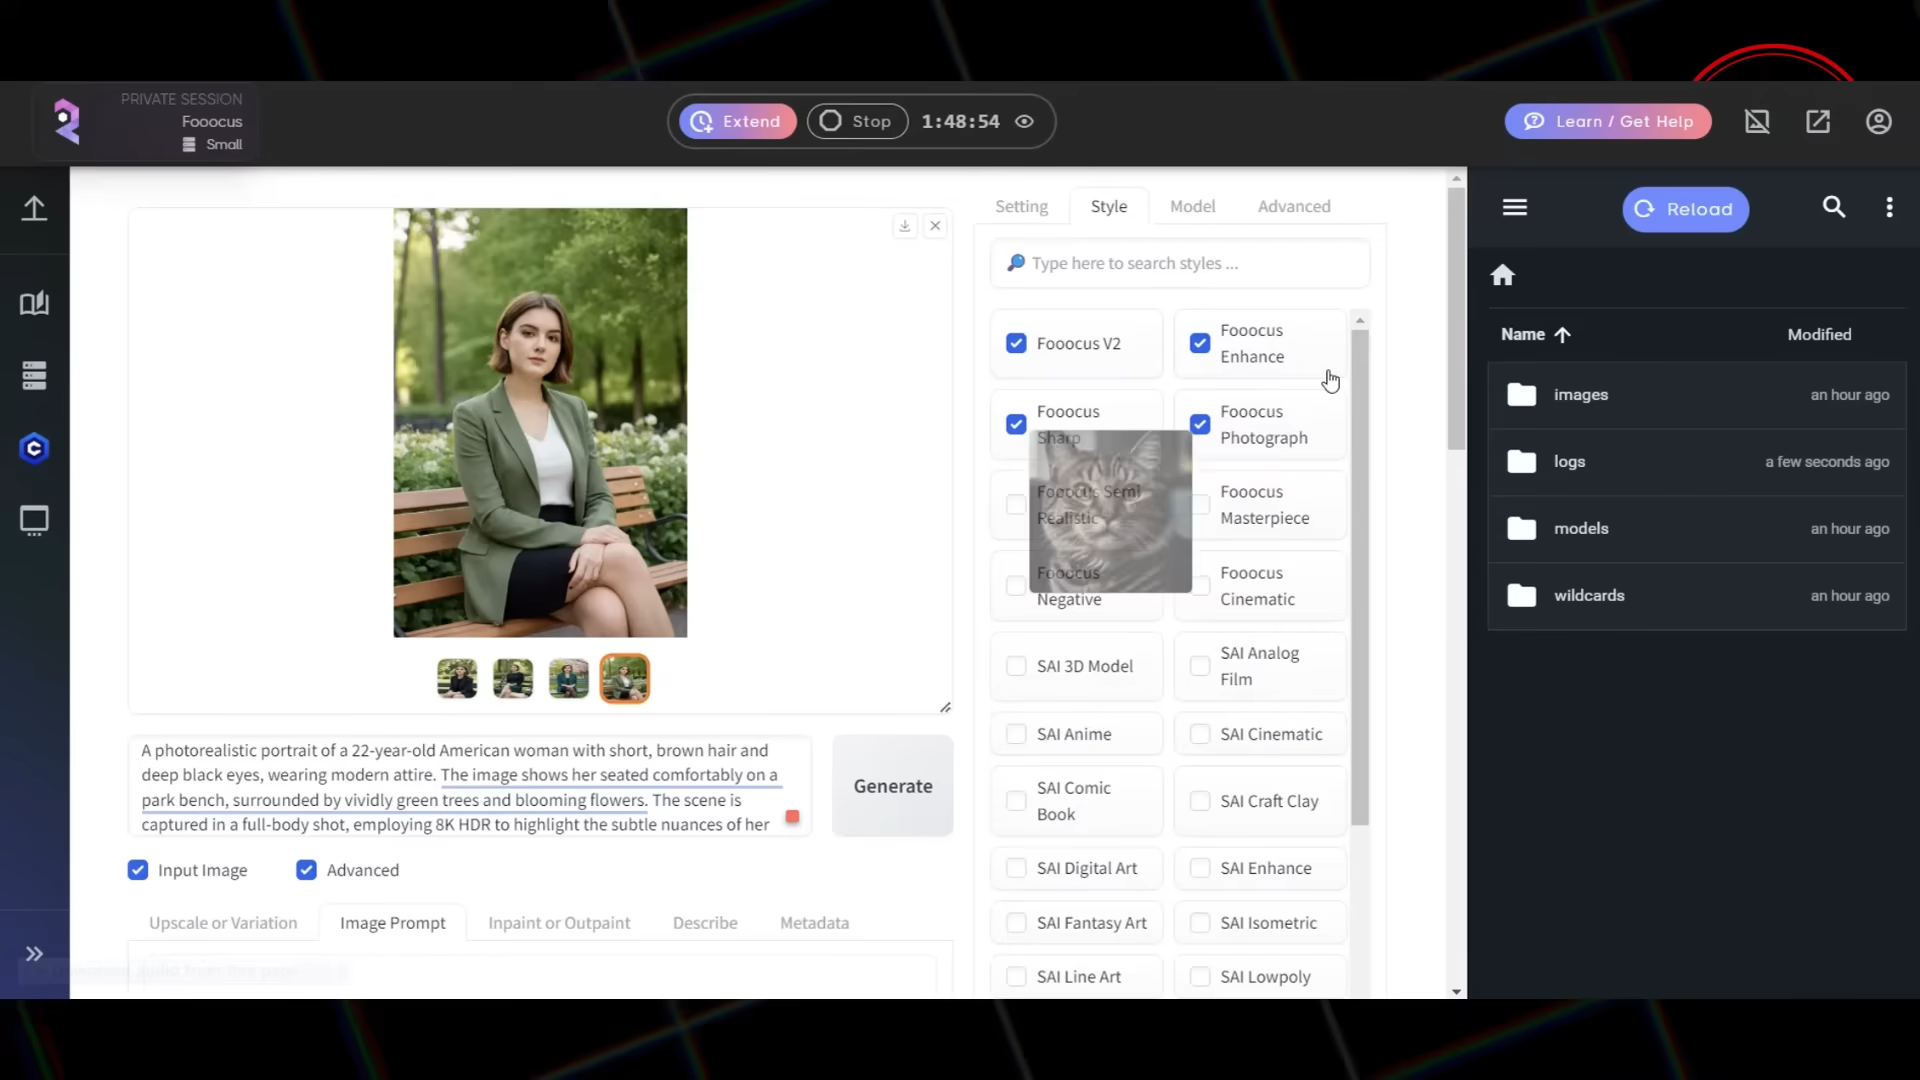 PRIVATE SESSION
Fooocus
Small
Extend
Stop
1:48:54
Learn / Get Help
Setting
Style
Model
Advanced
Type here to search styles ...
Fooocus V2
Fooocus
Enhance
Fooocus
Sharp
Fooocus
Photograph
Fooocus Semi
Realistic
Fooocus
Masterpiece
Fooocus
Negative
Fooocus
Cinematic
SAI 3D Model
SAI Analog
Film
SAI Anime
SAI Cinematic
SAI Comic
Book
SAI Craft Clay
SAI Digital Art
SAI Enhance
SAI Fantasy Art
SAI Isometric
SAI Line Art
SAI Lowpoly
A photorealistic portrait of a 22-year-old American woman with short, brown hair and
deep black eyes, wearing modern attire. The image shows her seated comfortably on a
park bench, surrounded by vividly green trees and blooming flowers. The scene is
captured in a full-body shot, employing 8K HDR to highlight the subtle nuances of her
Generate
Input Image
Advanced
Upscale or Variation
Image Prompt
Inpaint or Outpaint
Describe
Metadata
Reload
Name
Modified
images
an hour ago
logs
a few seconds ago
models
an hour ago
wildcards
an hour ago